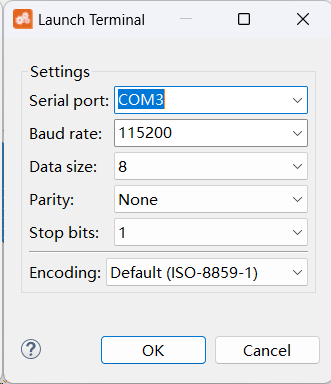 Launch Terminal
Settings
Serial port: COM3
Baud rate: 115200
Data size: 8
Parity: None
Stop bits: 1
Encoding: Default (ISO-8859-1)
? OK Cancel